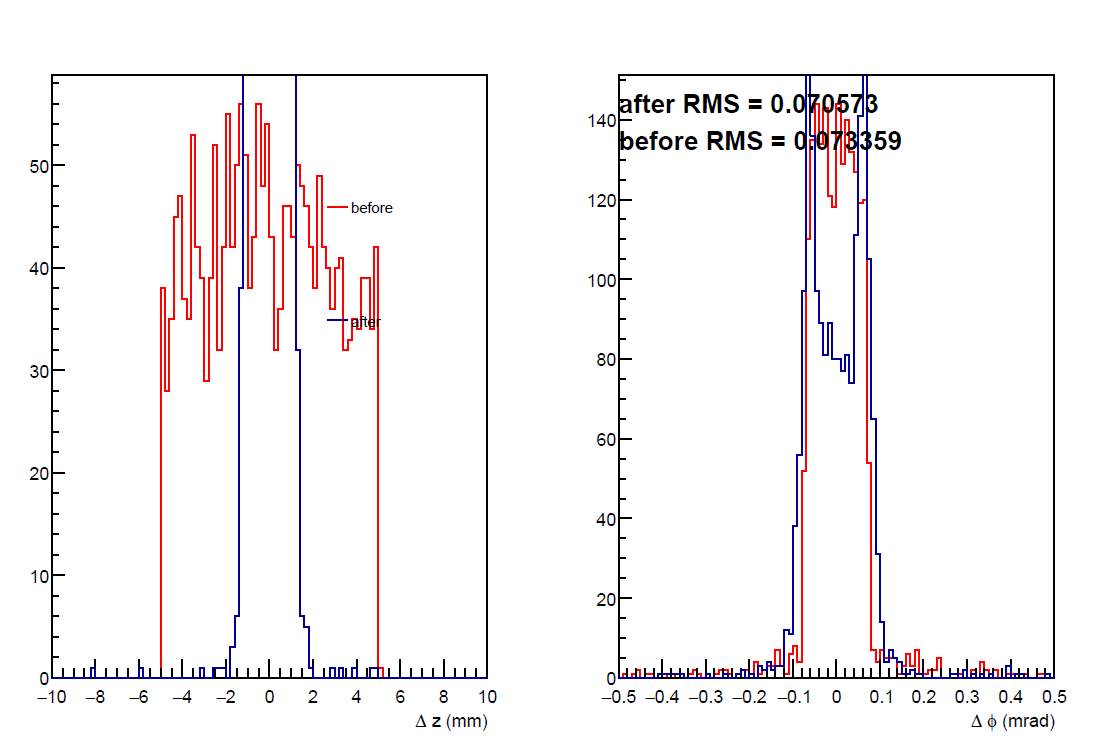 50
40
30
20
10
0
−10 −8 −6 −4 −2 0 2 4 6 8 10
Δ z (mm)
before
after
after RMS = 0.070573
before RMS = 0.073359
140
120
100
80
60
40
20
0
−0.5 −0.4 −0.3 −0.2 −0.1 0 0.1 0.2 0.3 0.4 0.5
Δ ϕ (mrad)